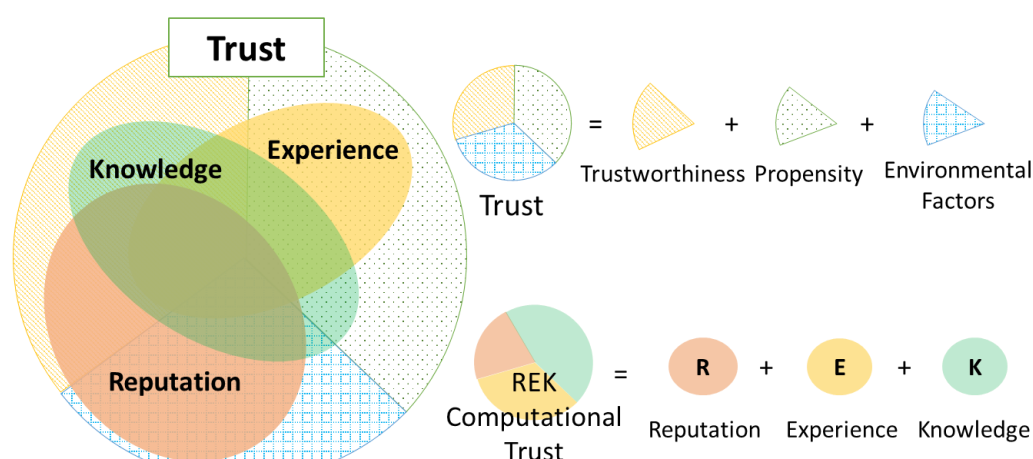 Trust
Knowledge
Experience
Reputation
= + +
Trust
Trustworthiness
Propensity
Environmental
Factors
REK
Computational
Trust
= R + E + K
Reputation
Experience
Knowledge